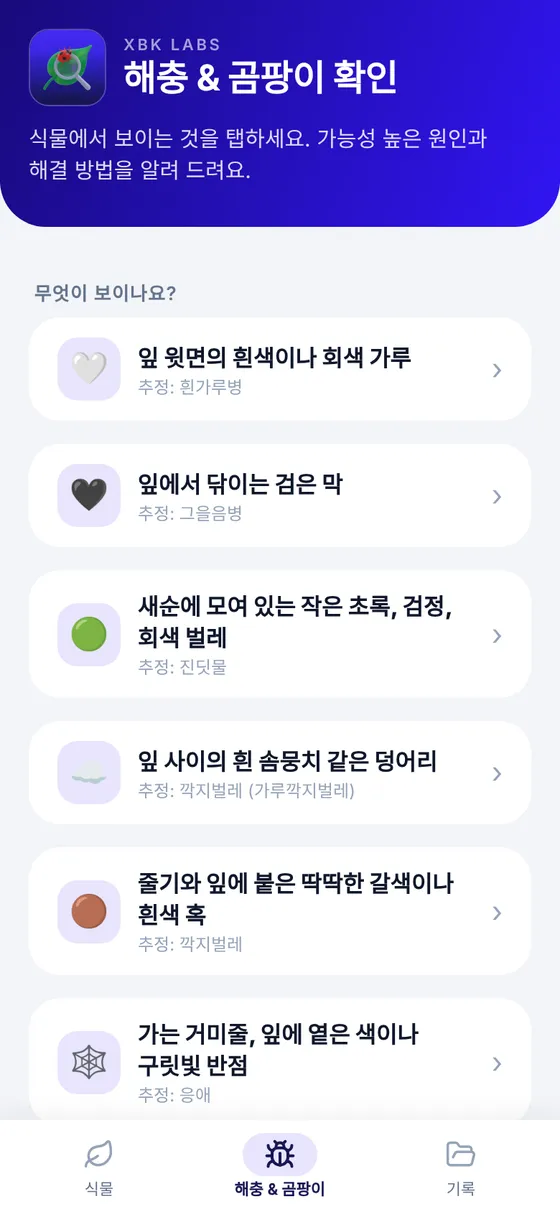 XBK LABS
해충 & 곰팡이 확인
식물에서 보이는 것을 탭하세요. 가능성 높은 원인과
해결 방법을 알려 드려요.
무엇이 보이나요?
잎 윗면의 흰색이나 회색 가루
추정: 흰가루병
잎에서 닦이는 검은 막
추정: 그을음병
새순에 모여 있는 작은 초록, 검정,
회색 벌레
추정: 진딧물
잎 사이의 흰 솜뭉치 같은 덩어리
추정: 깍지벌레 (가루깍지벌레)
줄기와 잎에 붙은 딱딱한 갈색이나
흰색 혹
추정: 깍지벌레
가는 거미줄, 잎에 옅은 색이나
구릿빛 반점
추정: 응애
식물
해충 & 곰팡이
기록